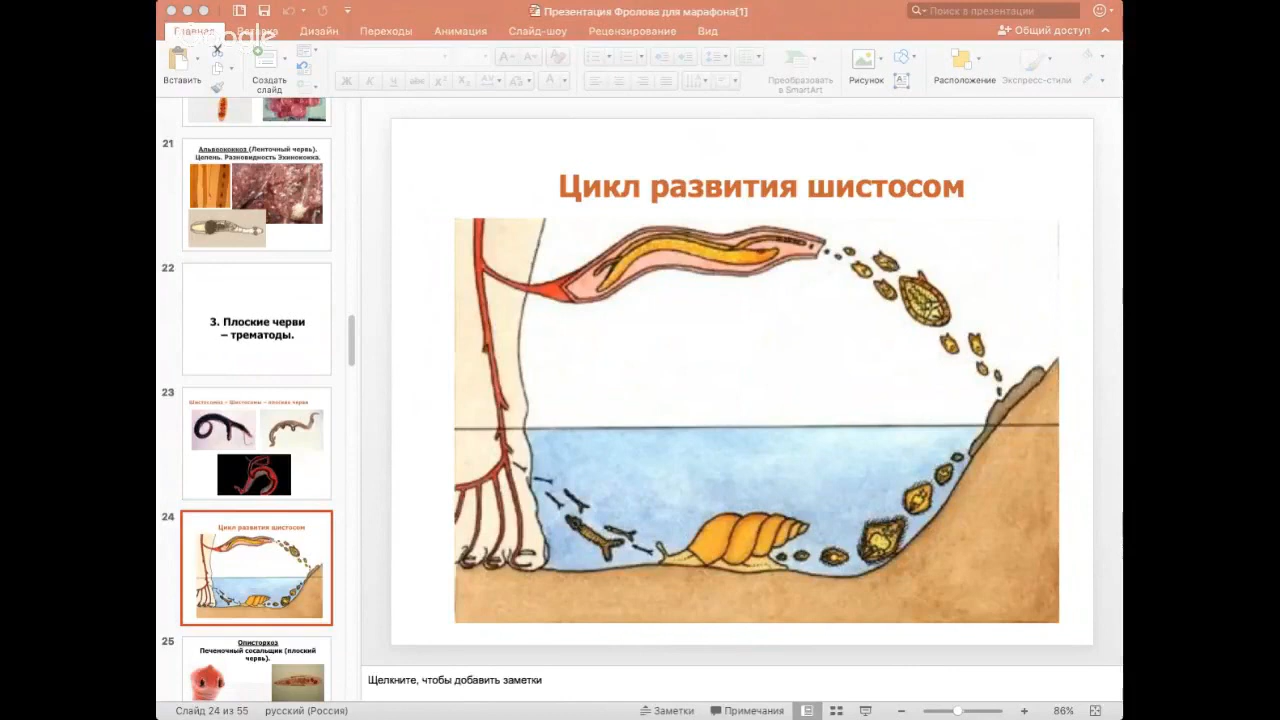 Презентация Фролова для марафона[1]
Поиск в презентации
Google
Главная
Вставка
Дизайн
Переходы
Анимация
Слайд-шоу
Рецензирование
Вид
Общий доступ
Вставить
Создать
слайд
Преобразовать
в SmartArt
Рисунок
Расположение
Экспресс-стили
21
Альвеококкоз (Ленточный червь).
Цепень. Разновидность Эхинококка.
22
3. Плоские черви
– трематоды.
23
24
Цикл развития шистосом
25
Описторхоз
Печеночный сосальщик (плоский
червь).
Цикл развития шистосом
Щелкните, чтобы добавить заметки
Слайд 24 из 55
русский (Россия)
Заметки
Примечания
86%